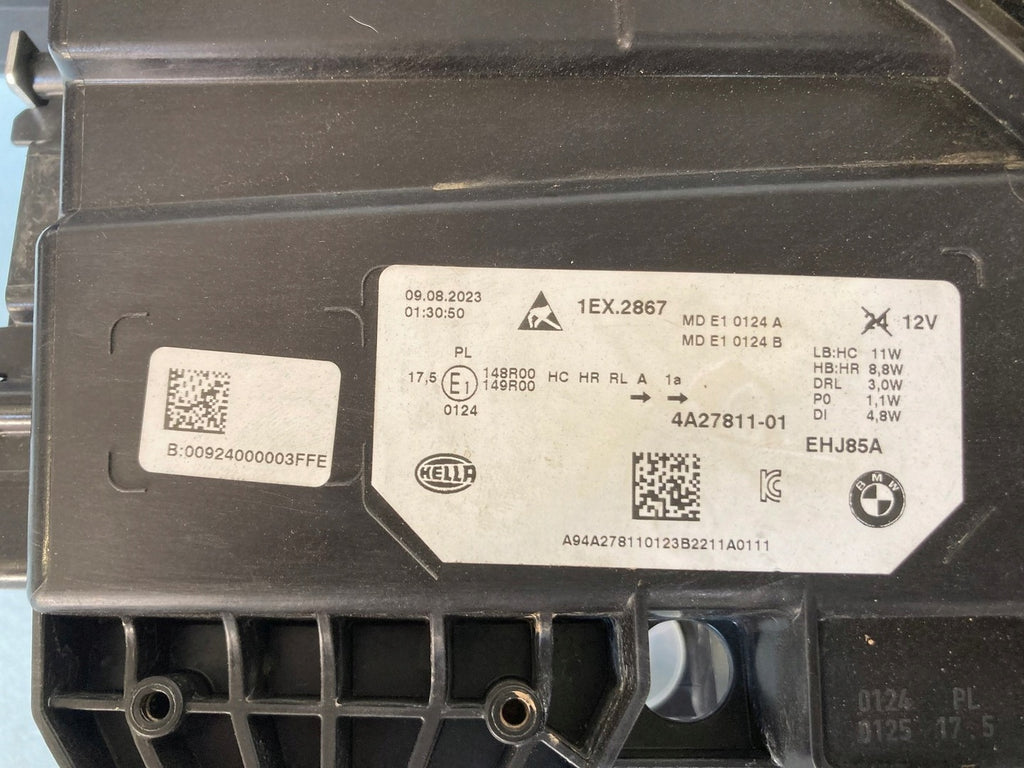 09.08.2023
01:30:50
1EX.2867
MD E1 0124 A
MD E1 0124 B
24 12V
PL
17,5 E1 148R00 HC HR RL A 1a
149R00
0124
LB:HC 11W
HB:HR 8,8W
DRL 3,0W
P0 1,1W
DI 4,8W
4A27811-01
EHJ85A
B:00924000003FFE
HELLA
BMW
A94A278110123B2211A0111
0124 PL
0125 17.5